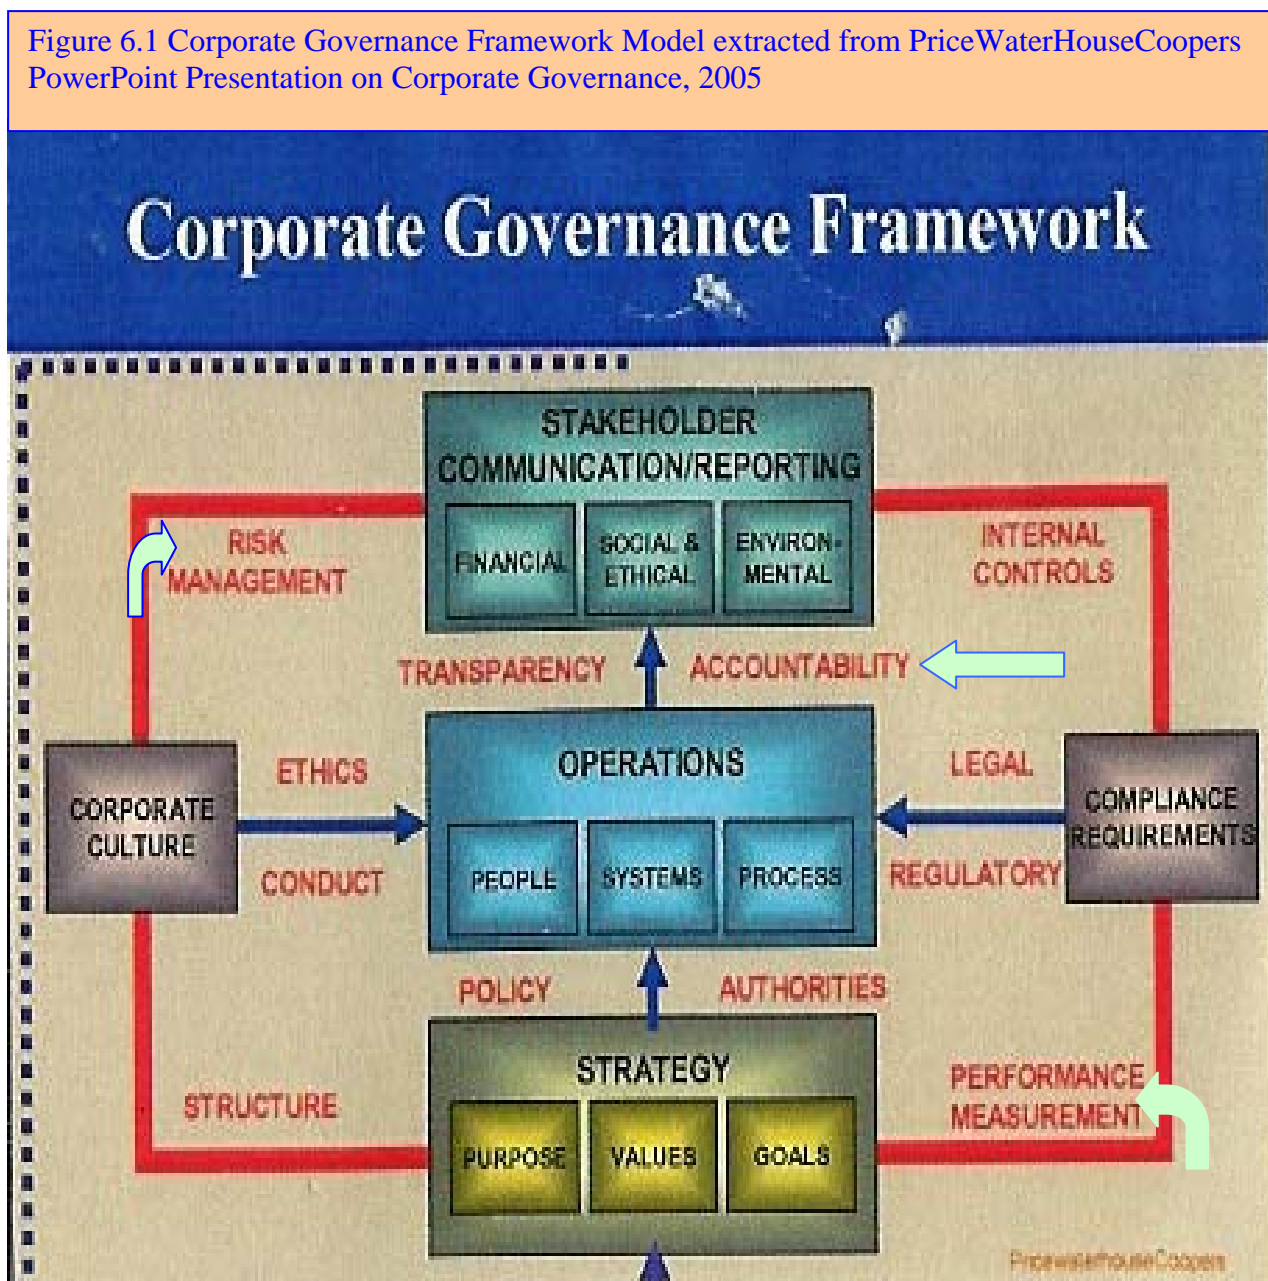 Figure 6.1 Corporate Governance Framework Model extracted from PriceWaterHouseCoopers
PowerPoint Presentation on Corporate Governance, 2005
Corporate Governance Framework
STAKEHOLDER
COMMUNICATION/REPORTING
FINANCIAL
SOCIAL &
ETHICAL
ENVIRON-
MENTAL
RISK
MANAGEMENT
INTERNAL
CONTROLS
TRANSPARENCY
ACCOUNTABILITY
OPERATIONS
PEOPLE
SYSTEMS
PROCESS
CORPORATE
CULTURE
ETHICS
CONDUCT
LEGAL
REGULATORY
COMPLIANCE
REQUIREMENTS
POLICY
AUTHORITIES
STRATEGY
PURPOSE
VALUES
GOALS
STRUCTURE
PERFORMANCE
MEASUREMENT
PricewaterhouseCoopers